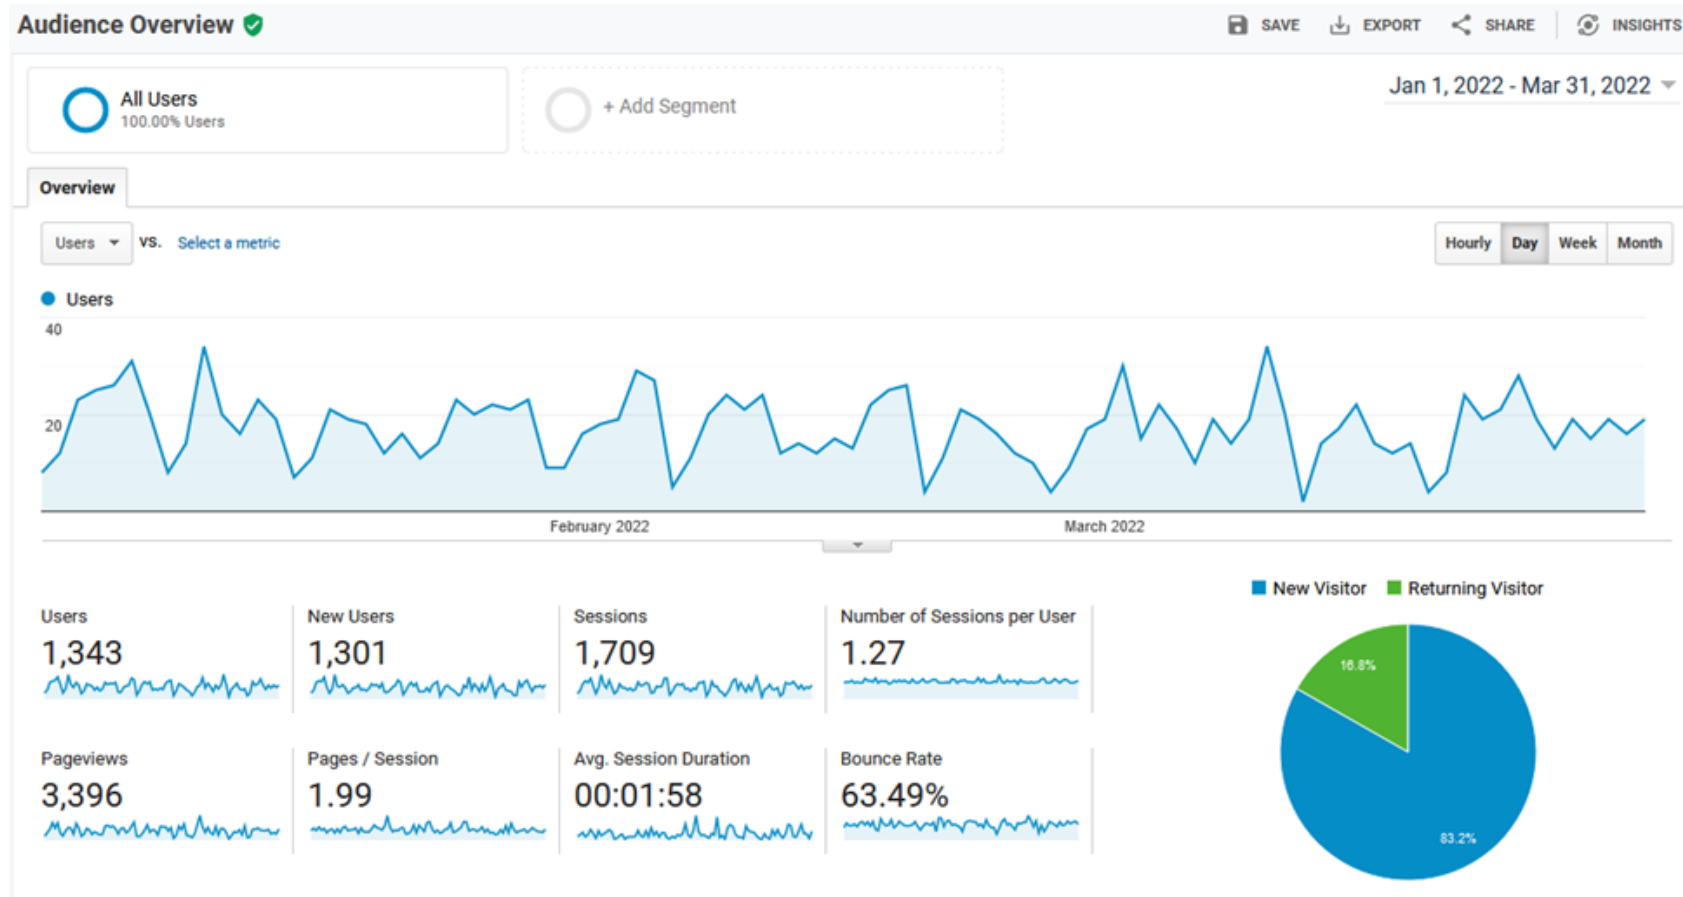 Audience Overview
SAVE EXPORT SHARE INSIGHTS
All Users
100.00% Users
+ Add Segment
Jan 1, 2022 - Mar 31, 2022
Overview
Users VS. Select a metric
Hourly Day Week Month
Users
40
20
February 2022 March 2022
New Visitor Returning Visitor
Users New Users Sessions Number of Sessions per User
1,343 1,301 1,709 1.27
16.8%
Pageviews Pages / Session Avg. Session Duration Bounce Rate
3,396 1.99 00:01:58 63.49%
83.2%